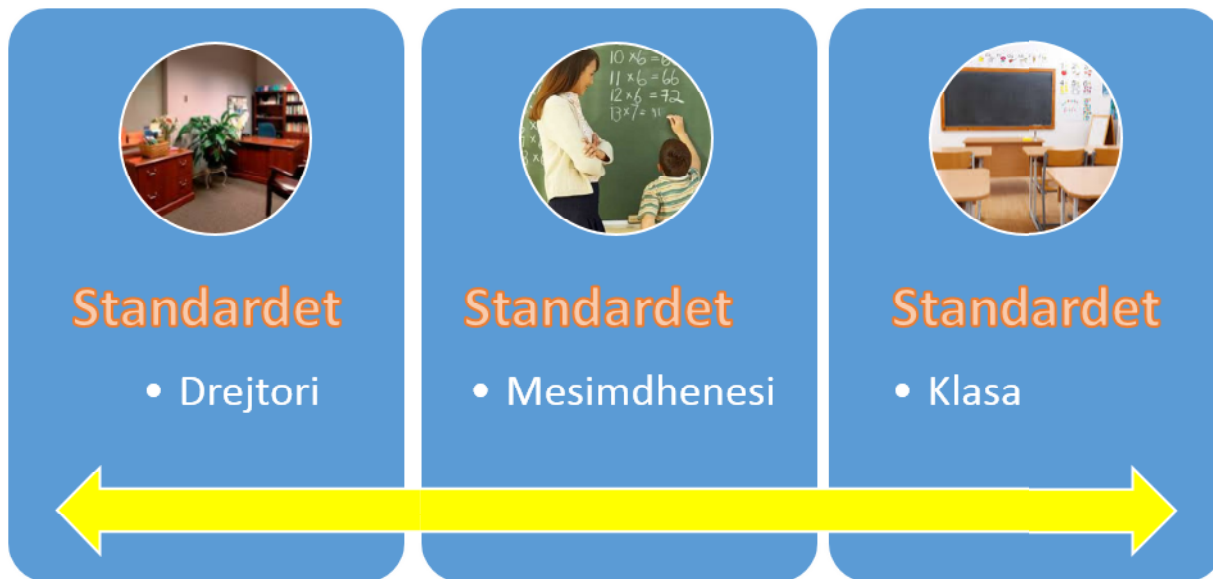 Standardet
• Drejtori
Standardet
• Mesimdhenesi
Standardet
• Klasa
11 x 6 = 66
12 x 6 = 72